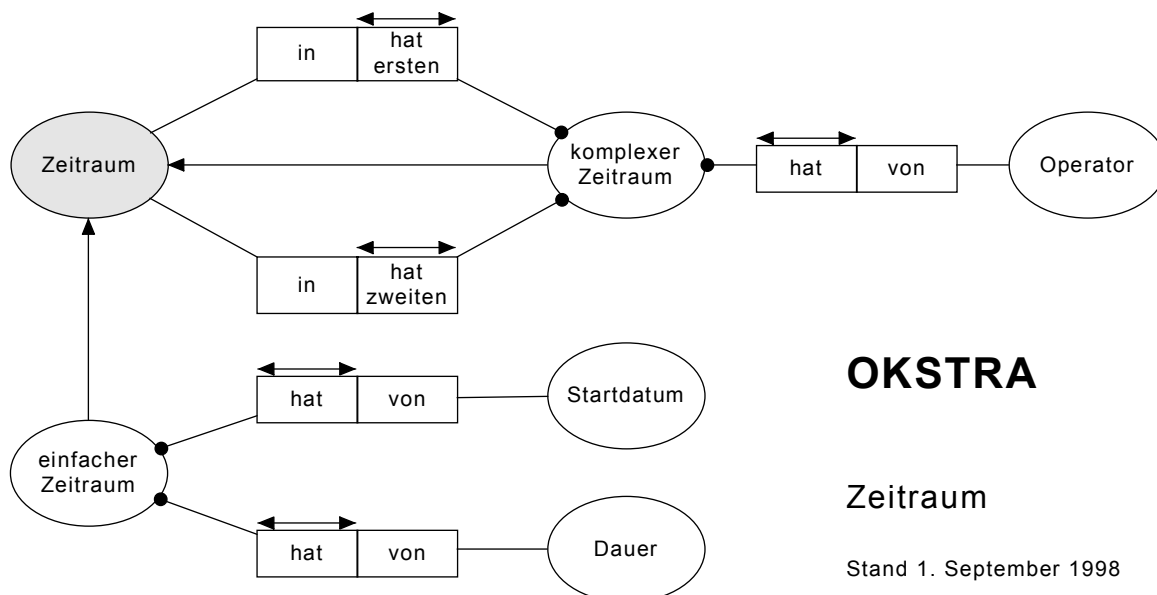 in
hat
ersten
Zeitraum
komplexer
Zeitraum
hat
von
Operator
in
hat
zweiten
OKSTRA
hat
von
Startdatum
einfacher
Zeitraum
Zeitraum
hat
von
Dauer
Stand 1. September 1998